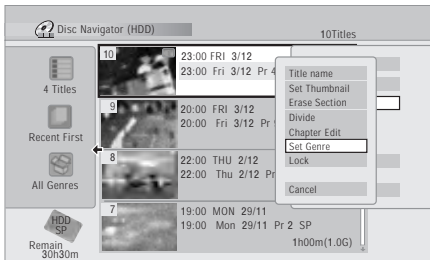 Disc Navigator (HDD)
10Titles
4 Titles
Recent First
All Genres
HDD
SP
Remain
30h30m
10
23:00 FRI 3/12
23:00 Fri 3/12 Pr 4
9
20:00 FRI 3/12
20:00 Fri 3/12 Pr
8
22:00 THU 2/12
22:00 Thu 2/12 Pr
7
19:00 MON 29/11
19:00 Mon 29/11 Pr 2 SP
1h00m(1.0G)
Title name
Set Thumbnail
Erase Section
Divide
Chapter Edit
Set Genre
Lock
Cancel